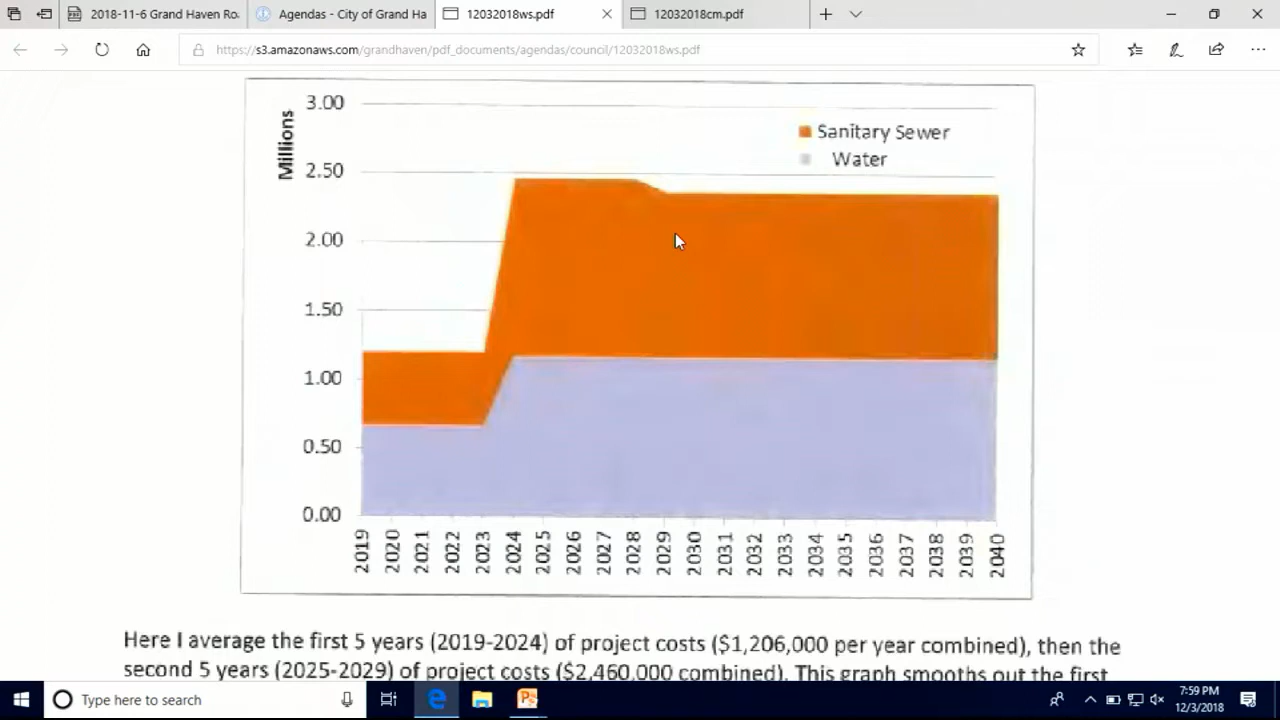 2018-11-6 Grand Haven Ro
Agendas - City of Grand Ha
12032018ws.pdf
12032018cm.pdf
https://s3.amazonaws.com/grandhaven/pdf_documents/agendas/council/12032018ws.pdf
Millions
3.00
2.50
2.00
1.50
1.00
0.50
0.00
Sanitary Sewer
Water
2019 2020 2021 2022 2023 2024 2025 2026 2027 2028 2029 2030 2031 2032 2033 2034 2035 2036 2037 2038 2039 2040
Here I average the first 5 years (2019-2024) of project costs ($1,206,000 per year combined), then the
second 5 years (2025-2029) of project costs ($2,460,000 combined). This graph smooths out the first
Type here to search
7:59 PM
12/3/2018